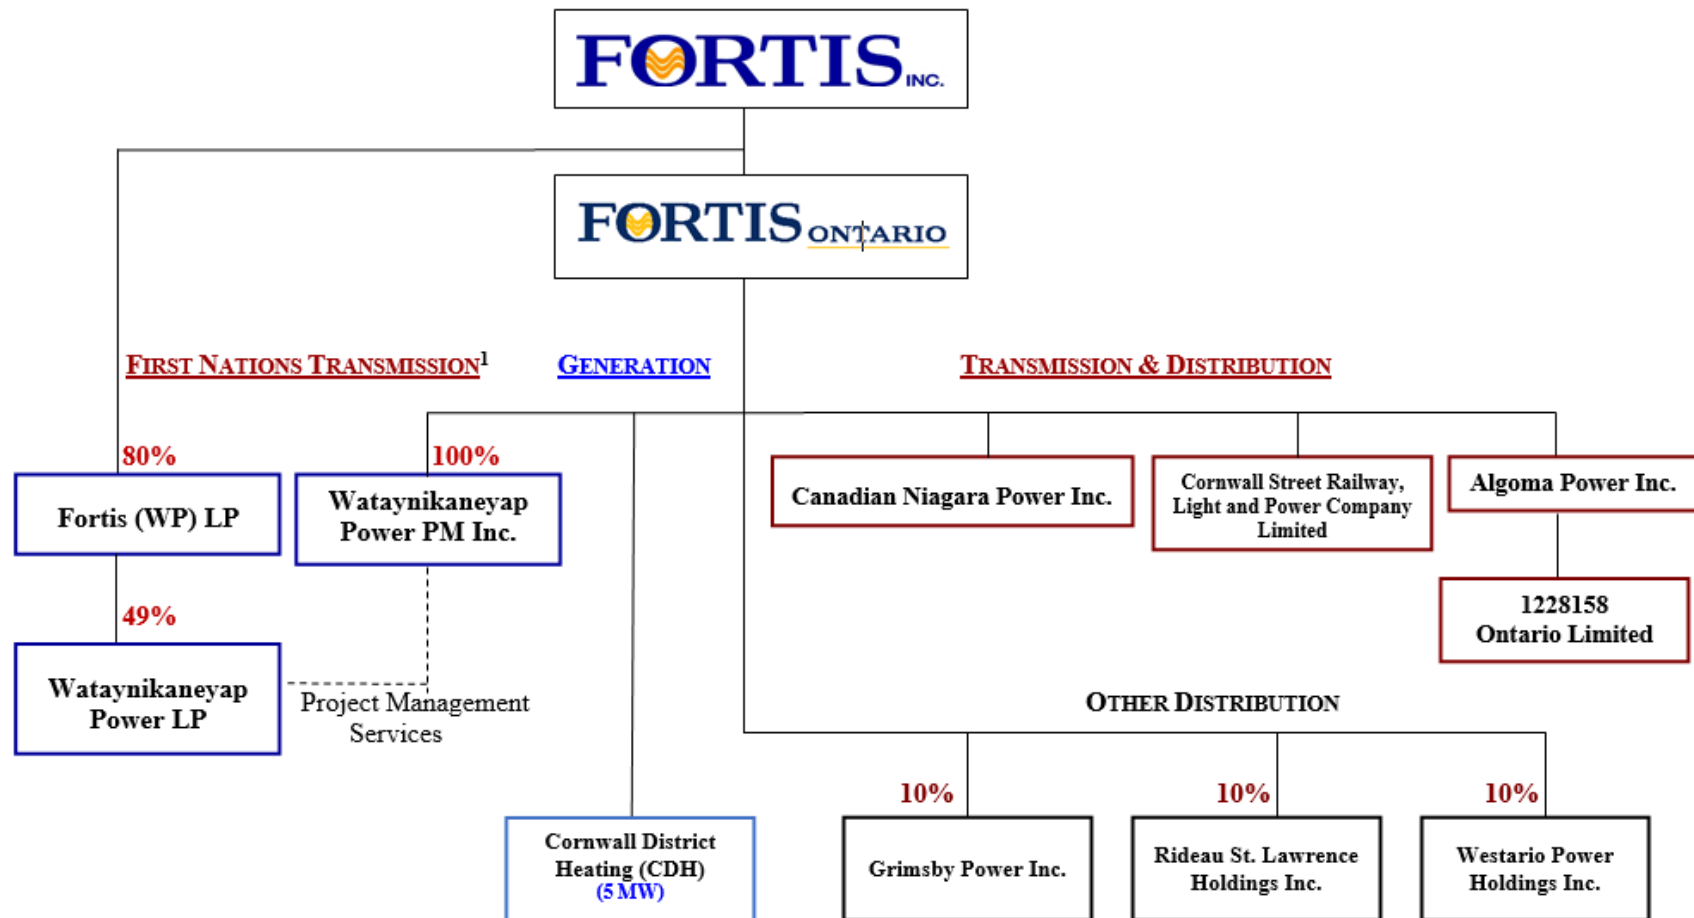 FORTIS INC.
FORTIS ONTARIO
FIRST NATIONS TRANSMISSION¹
GENERATION
TRANSMISSION & DISTRIBUTION
80%
100%
Fortis (WP) LP
Wataynikaneyap
Power PM Inc.
Canadian Niagara Power Inc.
Cornwall Street Railway,
Light and Power Company
Limited
Algoma Power Inc.
49%
1228158
Ontario Limited
Wataynikaneyap
Power LP
Project Management
Services
OTHER DISTRIBUTION
10%
10%
10%
Cornwall District
Heating (CDH)
(5 MW)
Grimsby Power Inc.
Rideau St. Lawrence
Holdings Inc.
Westario Power
Holdings Inc.